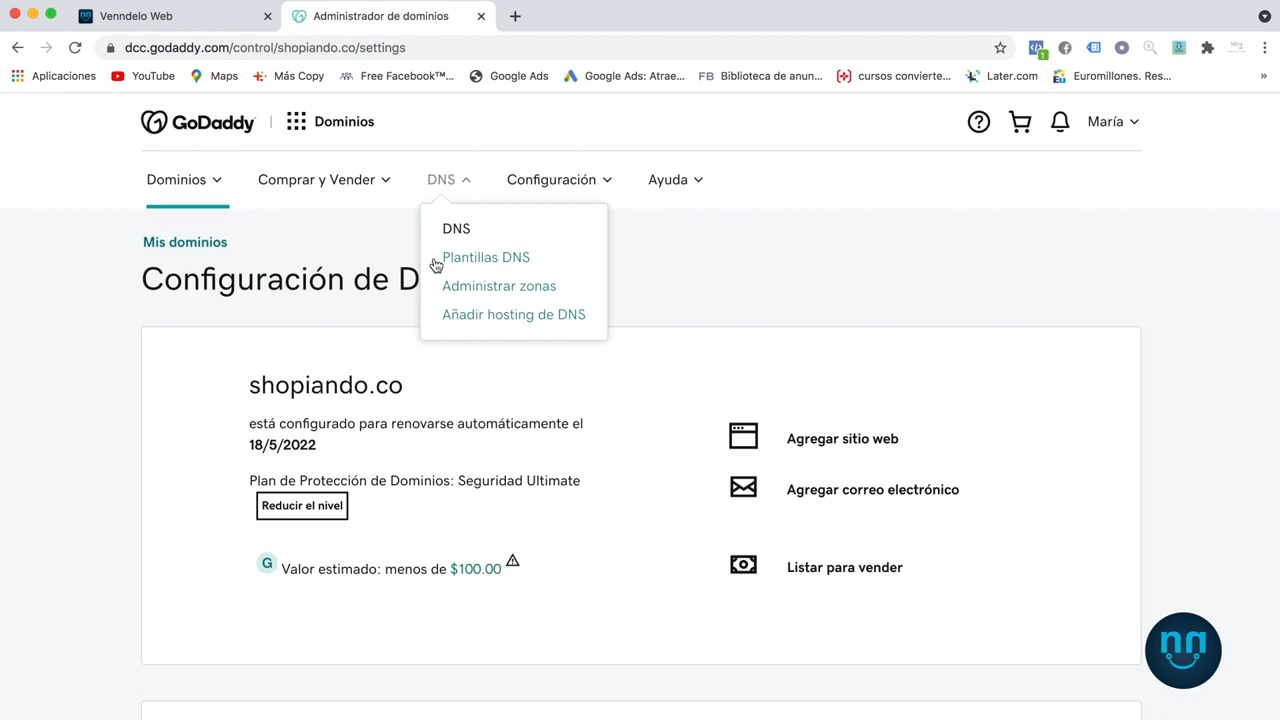 Venndelo Web
Administrador de dominios
dcc.godaddy.com/control/shopiando.co/settings
1
Aplicaciones
YouTube
Maps
Más Copy
Free Facebook™...
Google Ads
Google Ads: Atrae...
FB Biblioteca de anun...
cursos convierte...
Later.com
Euromillones. Res...
»
GoDaddy
Dominios
María
Dominios
Comprar y Vender
DNS
Configuración
Ayuda
DNS
Plantillas DNS
Administrar zonas
Añadir hosting de DNS
Mis dominios
Configuración de D
shopiando.co
está configurado para renovarse automáticamente el
18/5/2022
Plan de Protección de Dominios: Seguridad Ultimate
Reducir el nivel
G Valor estimado: menos de $100.00
Agregar sitio web
Agregar correo electrónico
Listar para vender
nn